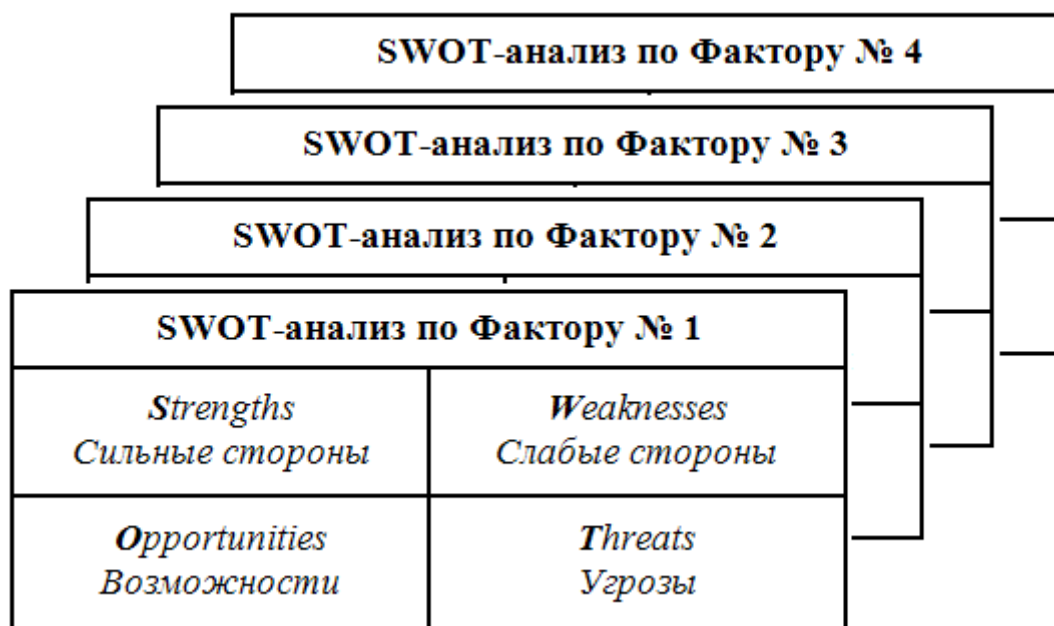 SWOT-анализ по Фактору № 4
SWOT-анализ по Фактору № 3
SWOT-анализ по Фактору № 2
SWOT-анализ по Фактору № 1
Strengths
Сильные стороны
Weaknesses
Слабые стороны
Opportunities
Возможности
Threats
Угрозы